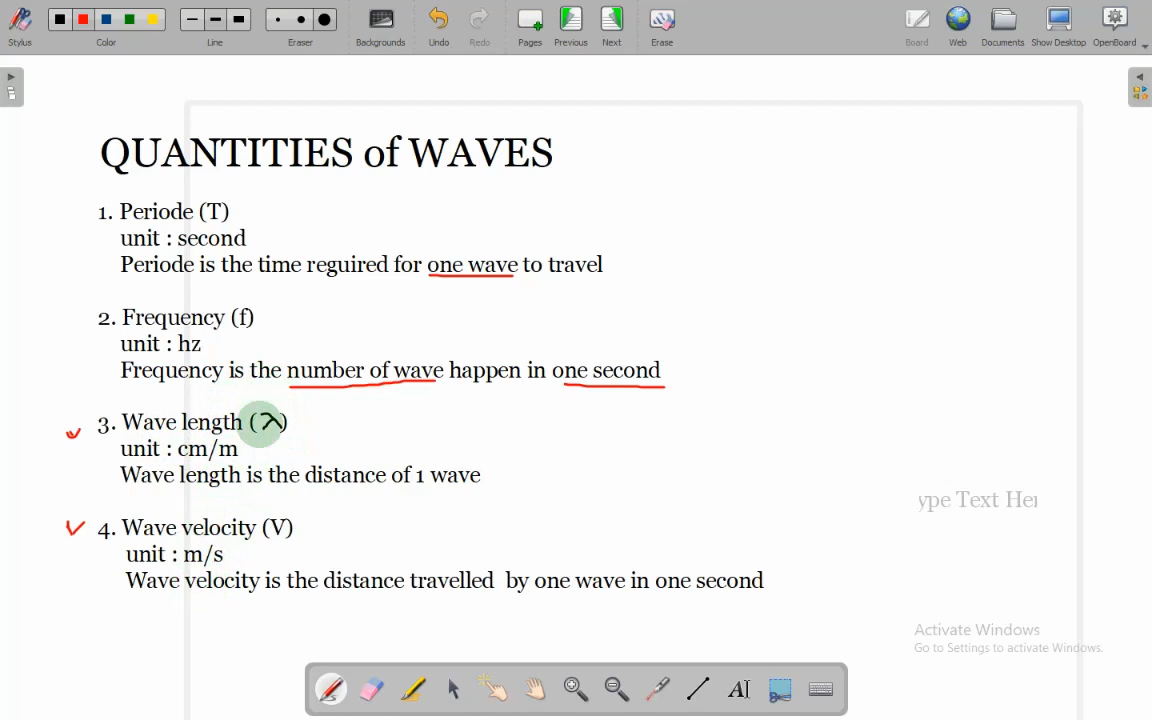 Stylus Color Line Eraser Backgrounds Undo Redo Pages Previous Next Erase Board Web Documents Show Desktop OpenBoard
QUANTITIES of WAVES
1. Periode (T)
unit : second
Periode is the time reguired for one wave to travel
2. Frequency (f)
unit : hz
Frequency is the number of wave happen in one second
3. Wave length (λ)
unit : cm/m
Wave length is the distance of 1 wave
ype Text Her
4. Wave velocity (V)
unit : m/s
Wave velocity is the distance travelled by one wave in one second
Activate Windows
Go to Settings to activate Windows.
AI